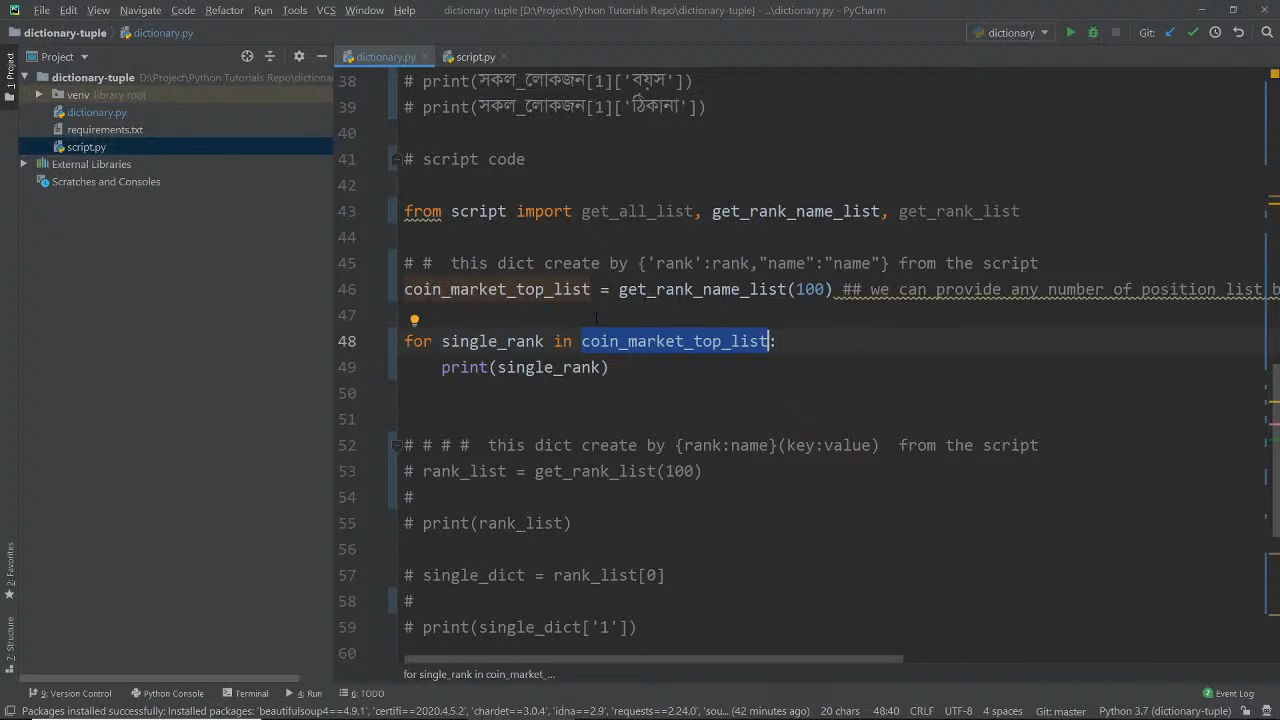 File Edit View Navigate Code Refactor Run Tools VCS Window Help dictionary-tuple [D:\Project\Python Tutorials Repo\dictionary-tuple] - ...\dictionary.py - PyCharm
dictionary-tuple dictionary.py dictionary Git:
Project dictionary.py script.py
1: Project
dictionary-tuple D:\Project\Python Tutorials Repo\dictionar
venv library root
dictionary.py
requirements.txt
script.py
External Libraries
Scratches and Consoles
38 # print(সকল_লোকজন[1]['বয়স'])
39 # print(সকল_লোকজন[1]['ঠিকানা'])
40
41 # script code
42
43 from script import get_all_list, get_rank_name_list, get_rank_list
44
45 # # this dict create by {'rank':rank,"name":"name"} from the script
46 coin_market_top_list = get_rank_name_list(100) ## we can provide any number of position list b
47
48 for single_rank in coin_market_top_list:
49 print(single_rank)
50
51
52 # # # # this dict create by {rank:name}(key:value) from the script
53 # rank_list = get_rank_list(100)
54 #
55 # print(rank_list)
56
57 # single_dict = rank_list[0]
58 #
59 # print(single_dict['1'])
60
2: Favorites
7: Structure
for single_rank in coin_market_...
9: Version Control Python Console Terminal 4: Run 6: TODO Event Log
Packages installed successfully: Installed packages: 'beautifulsoup4==4.9.1', 'certifi==2020.4.5.2', 'chardet==3.0.4', 'idna==2.9', 'requests==2.24.0', 'sou... (42 minutes ago) 20 chars 48:40 CRLF UTF-8 4 spaces Git: master Python 3.7 (dictionary-tuple)